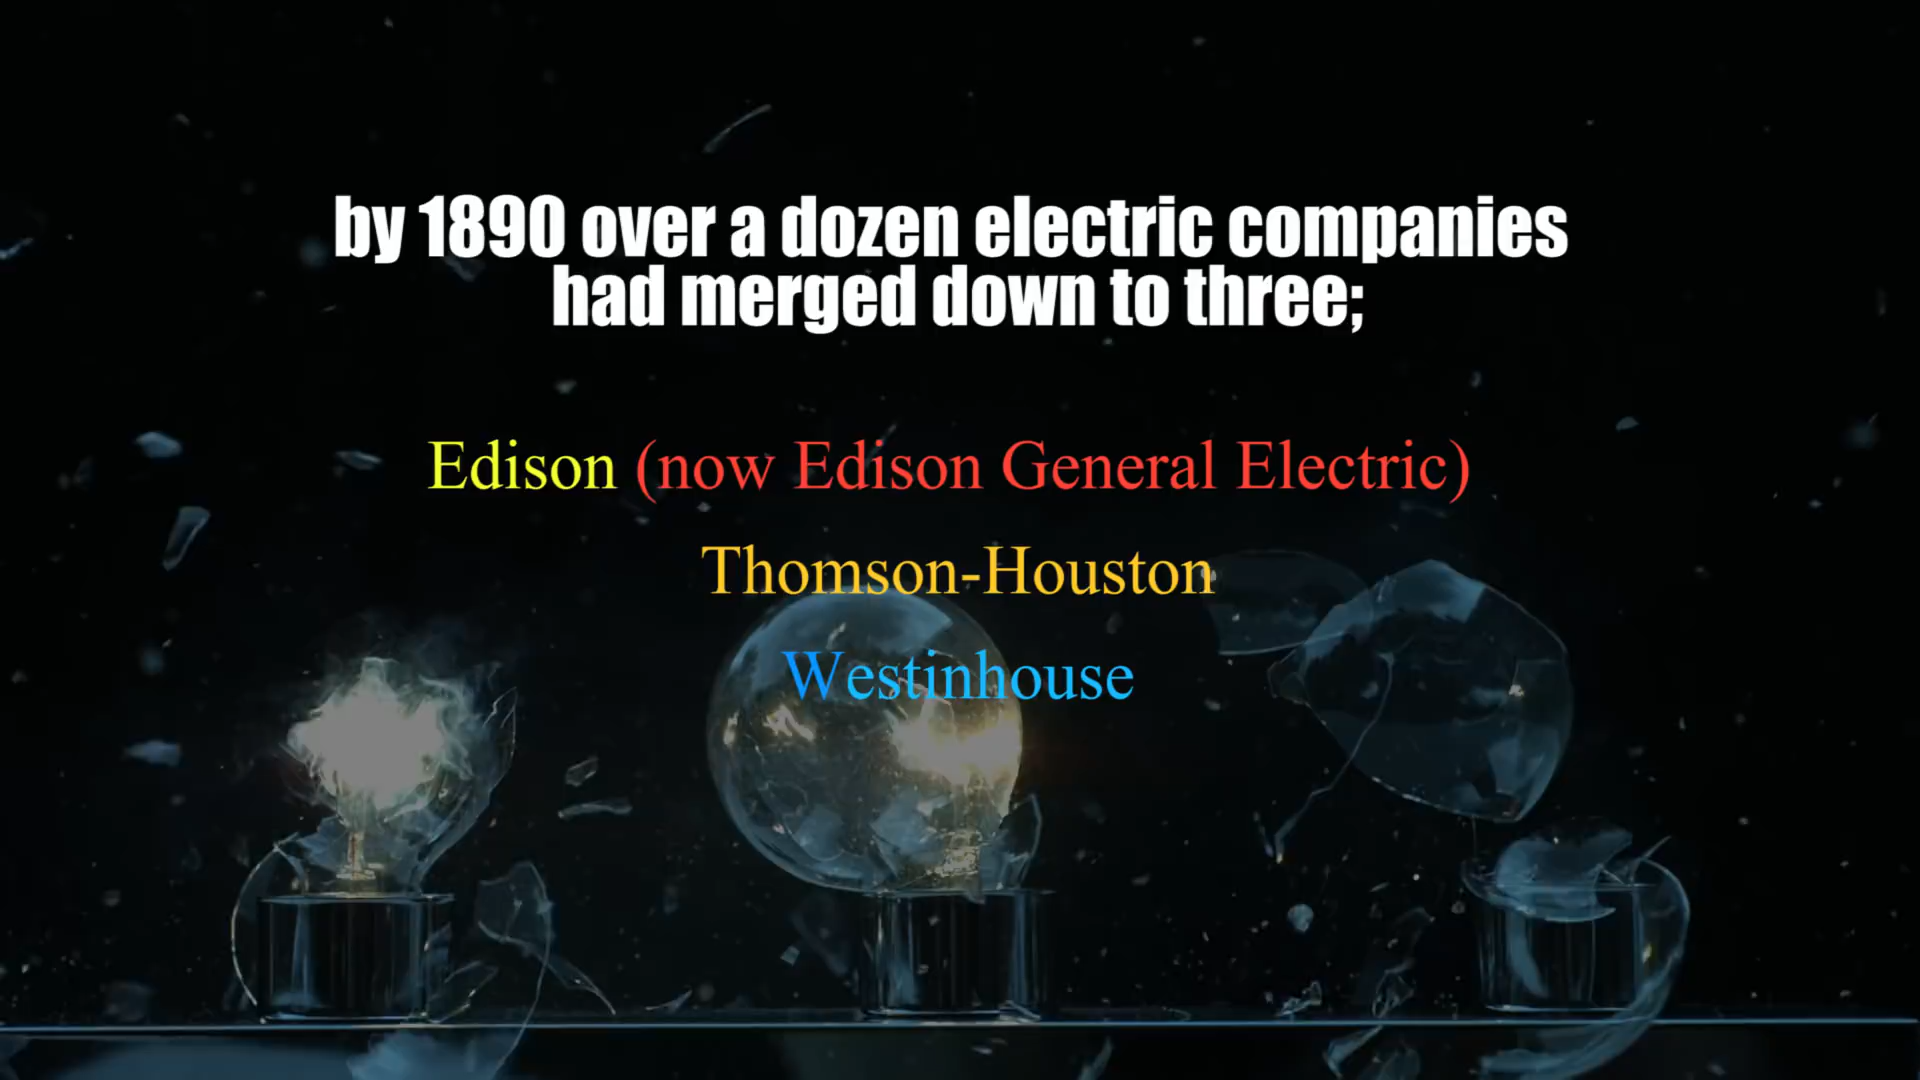 by 1890 over a dozen electric companies
had merged down to three;
Edison (now Edison General Electric)
Thomson-Houston
Westinhouse